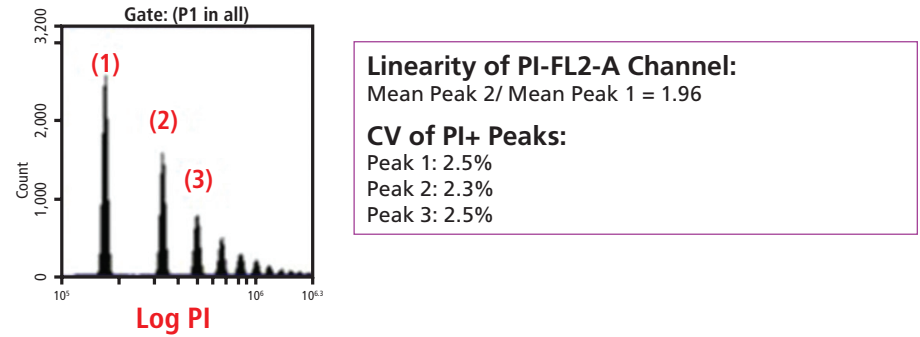 Gate: (P1 in all)
3,200
2,000
1,000
0
Count
(1)
(2)
(3)
10⁵
10⁶
10⁶·³
Log PI
Linearity of PI-FL2-A Channel:
Mean Peak 2/ Mean Peak 1 = 1.96
CV of PI+ Peaks:
Peak 1: 2.5%
Peak 2: 2.3%
Peak 3: 2.5%